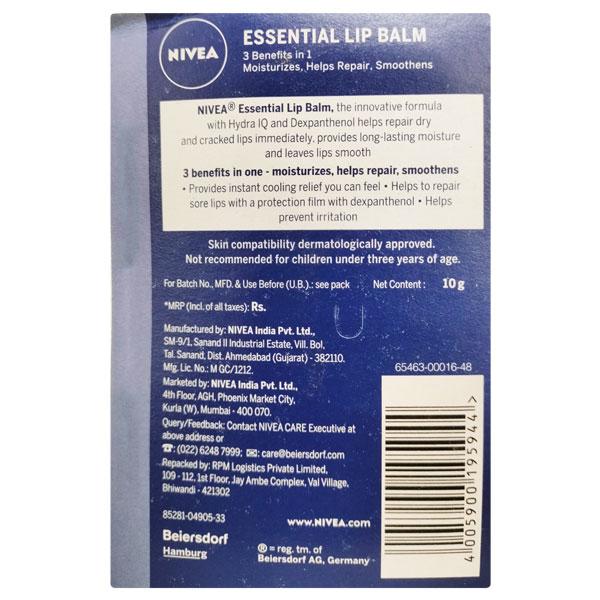 NIVEA
ESSENTIAL LIP BALM
3 Benefits in 1
Moisturizes, Helps Repair, Smoothens
NIVEA® Essential Lip Balm, the innovative formula
with Hydra IQ and Dexpanthenol helps repair dry
and cracked lips immediately, provides long-lasting moisture
and leaves lips smooth
3 benefits in one - moisturizes, helps repair, smoothens
• Provides instant cooling relief you can feel • Helps to repair
sore lips with a protection film with dexpanthenol • Helps
prevent irritation
Skin compatibility dermatologically approved.
Not recommended for children under three years of age.
For Batch No., MFD. & Use Before (U.B.): see pack Net Content : 10 g
*MRP (Incl. of all taxes): Rs.
Manufactured by: NIVEA India Pvt. Ltd.,
SM-9/1, Sanand II Industrial Estate, Vill. Bol,
Tal. Sanand, Dist. Ahmedabad (Gujarat) - 382110.
Mfg. Lic. No.: M GC/1212.
65463-00016-48
Marketed by: NIVEA India Pvt. Ltd.,
4th Floor, AGH, Phoenix Market City,
Kurla (W), Mumbai - 400 070.
Query/Feedback: Contact NIVEA CARE Executive at
above address or
☎: (022) 6248 7999; ✉: care@beiersdorf.com
Repacked by: RPM Logistics Private Limited,
109 - 112, 1st Floor, Jay Ambe Complex, Val Village,
Bhiwandi - 421302
85281-04905-33
www.NIVEA.com
Beiersdorf
Hamburg
® = reg. tm. of
Beiersdorf AG, Germany
4 005900 195944 >